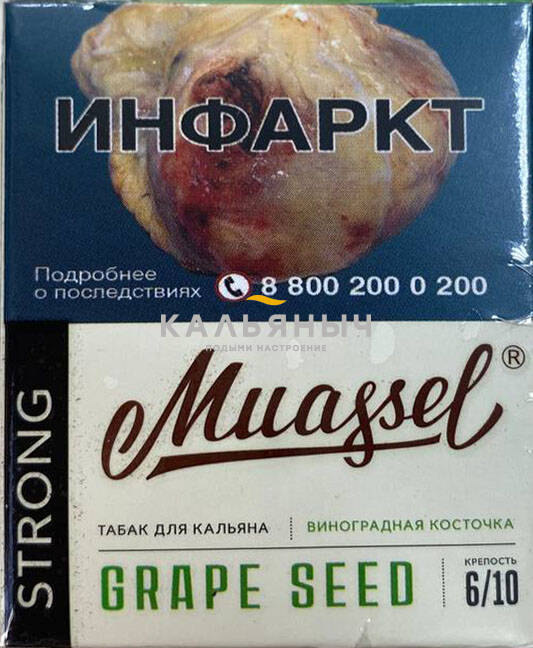 ИНФАРКТ
Подробнее
о последствиях
8 800 200 0 200
КАЛЬЯНЫЧ
ПОДЫМИ НАСТРОЕНИЕ
Muassel®
STRONG
ТАБАК ДЛЯ КАЛЬЯНА
ВИНОГРАДНАЯ КОСТОЧКА
GRAPE SEED
КРЕПОСТЬ
6/10